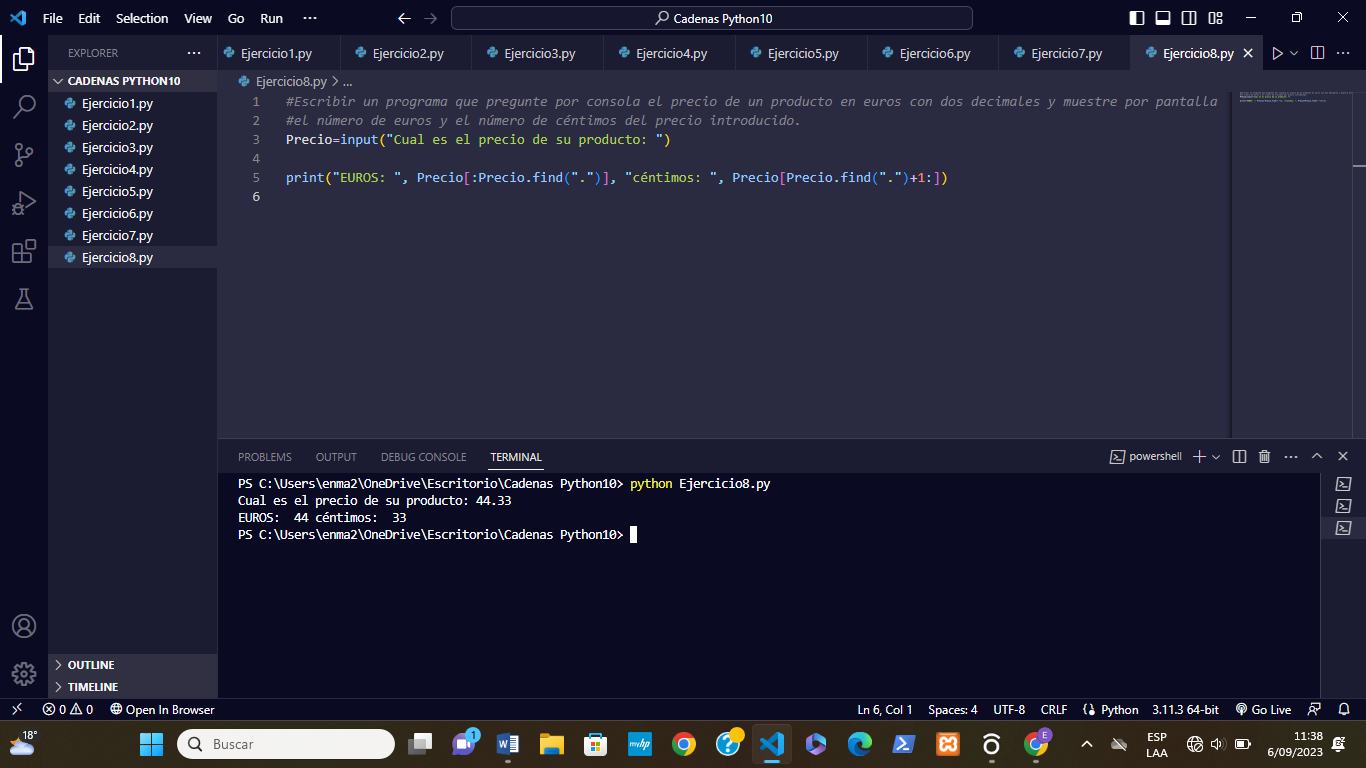 File Edit Selection View Go Run ··· Cadenas Python10
EXPLORER ···
Ejercicio1.py Ejercicio2.py Ejercicio3.py Ejercicio4.py Ejercicio5.py Ejercicio6.py Ejercicio7.py Ejercicio8.py
CADENAS PYTHON10
Ejercicio1.py
Ejercicio2.py
Ejercicio3.py
Ejercicio4.py
Ejercicio5.py
Ejercicio6.py
Ejercicio7.py
Ejercicio8.py
Ejercicio8.py > ...
1 #Escribir un programa que pregunte por consola el precio de un producto en euros con dos decimales y muestre por pantalla
2 #el número de euros y el número de céntimos del precio introducido.
3 Precio=input("Cual es el precio de su producto: ")
4
5 print("EUROS: ", Precio[:Precio.find(".")], "céntimos: ", Precio[Precio.find(".")+1:])
6
PROBLEMS OUTPUT DEBUG CONSOLE TERMINAL powershell
PS C:\Users\enma2\OneDrive\Escritorio\Cadenas Python10> python Ejercicio8.py
Cual es el precio de su producto: 44.33
EUROS:  44 céntimos:  33
PS C:\Users\enma2\OneDrive\Escritorio\Cadenas Python10>
OUTLINE
TIMELINE
0 0 Open In Browser Ln 6, Col 1 Spaces: 4 UTF-8 CRLF Python 3.11.3 64-bit Go Live
18° Buscar 1 myhp E ESP 11:38
LAA 6/09/2023